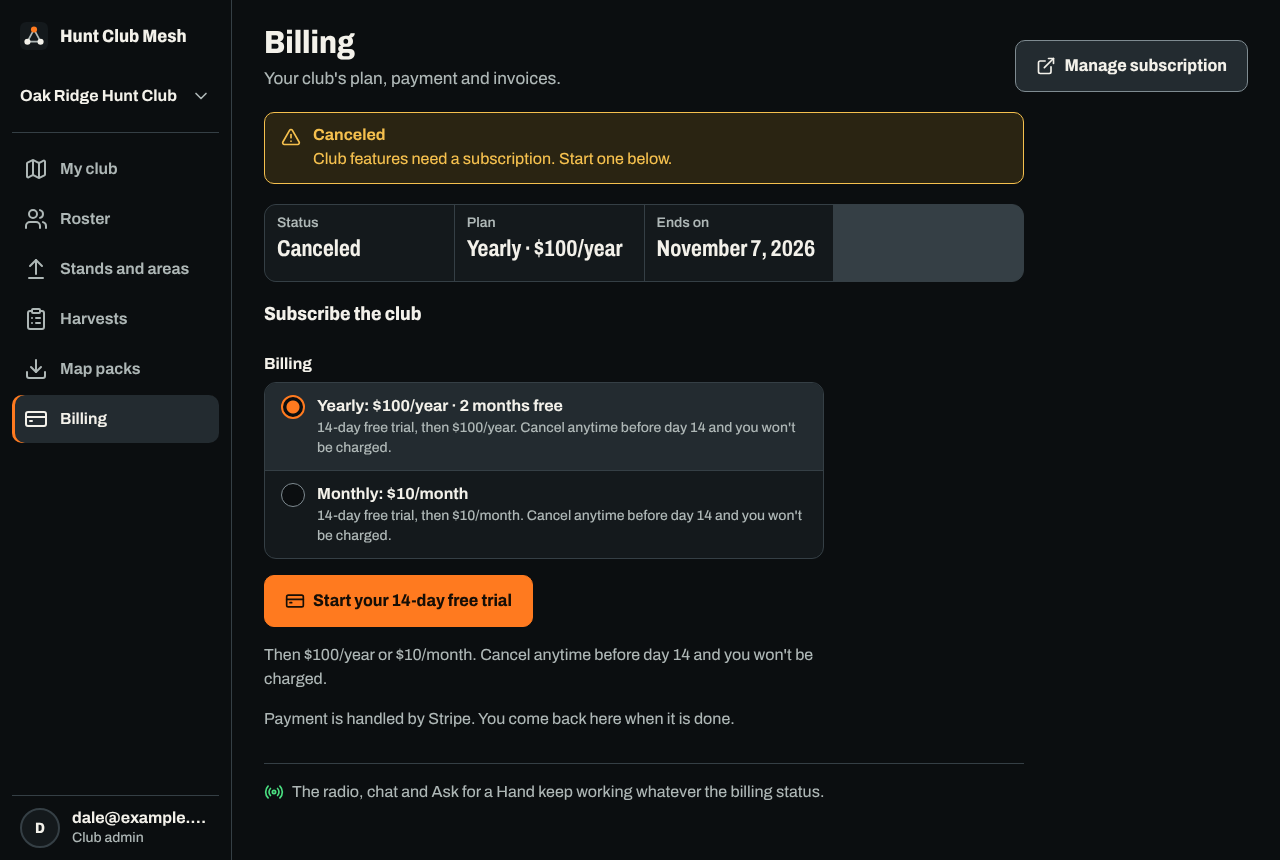 Hunt Club Mesh
Oak Ridge Hunt Club
My club
Roster
Stands and areas
Harvests
Map packs
Billing
D
dale@example....
Club admin
Billing
Your club's plan, payment and invoices.
Manage subscription
Canceled
Club features need a subscription. Start one below.
Status
Canceled
Plan
Yearly · $100/year
Ends on
November 7, 2026
Subscribe the club
Billing
Yearly: $100/year · 2 months free
14-day free trial, then $100/year. Cancel anytime before day 14 and you won't
be charged.
Monthly: $10/month
14-day free trial, then $10/month. Cancel anytime before day 14 and you won't
be charged.
Start your 14-day free trial
Then $100/year or $10/month. Cancel anytime before day 14 and you won't be
charged.
Payment is handled by Stripe. You come back here when it is done.
The radio, chat and Ask for a Hand keep working whatever the billing status.